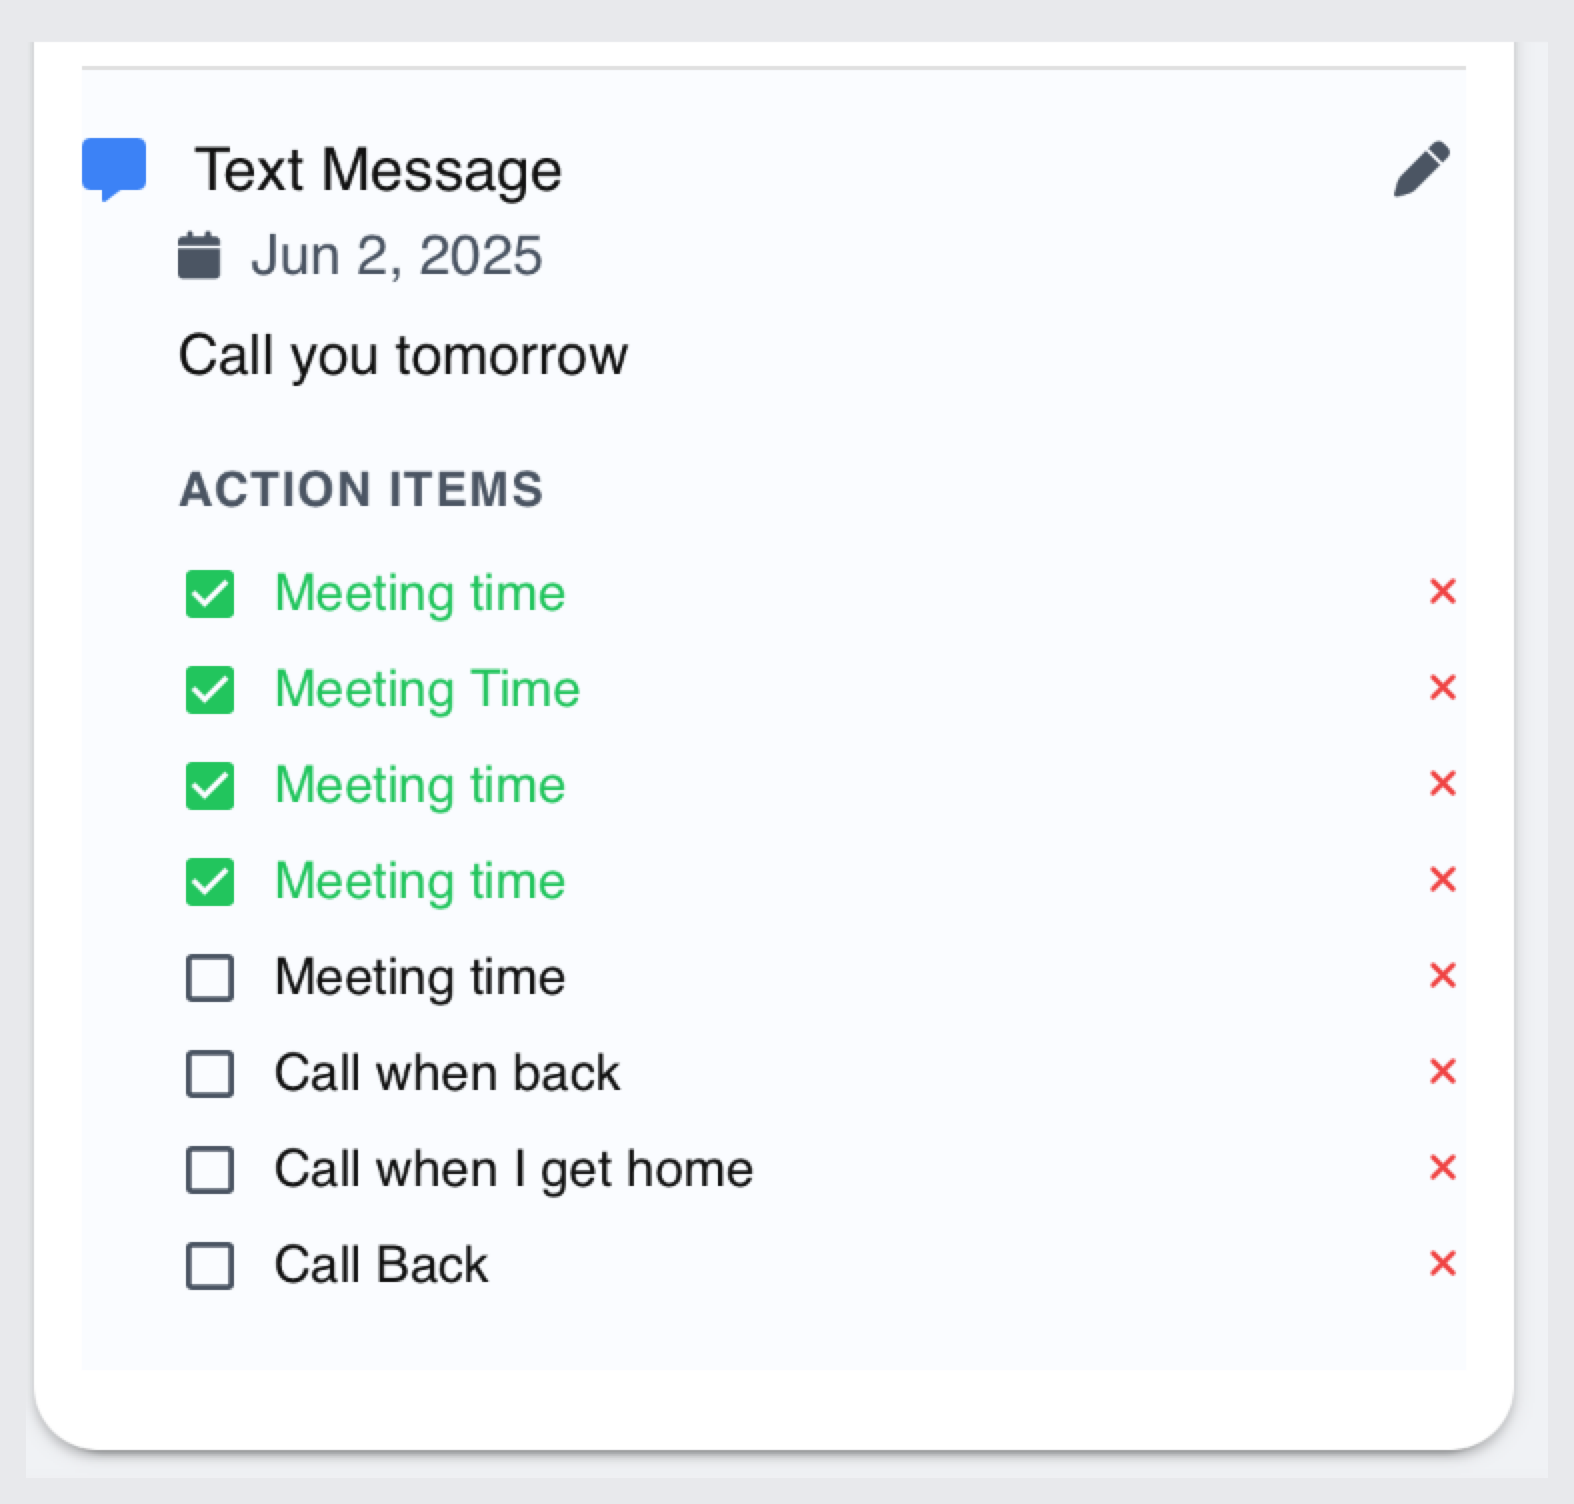 Text Message
Jun 2, 2025
Call you tomorrow
ACTION ITEMS
Meeting time
Meeting Time
Meeting time
Meeting time
Meeting time
Call when back
Call when I get home
Call Back